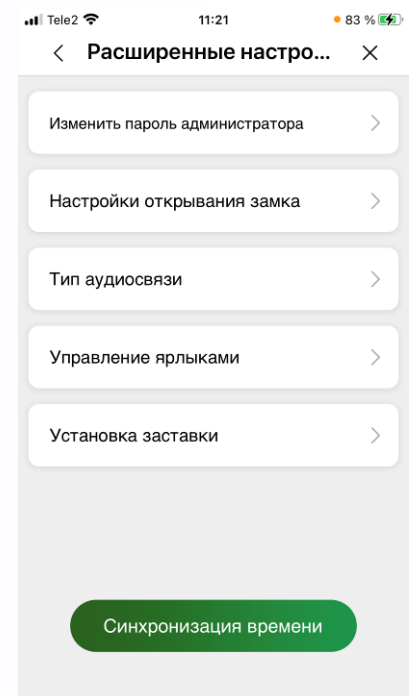 Tele2 11:21 83 %
Расширенные настро...
Изменить пароль администратора
Настройки открывания замка
Тип аудиосвязи
Управление ярлыками
Установка заставки
Синхронизация времени